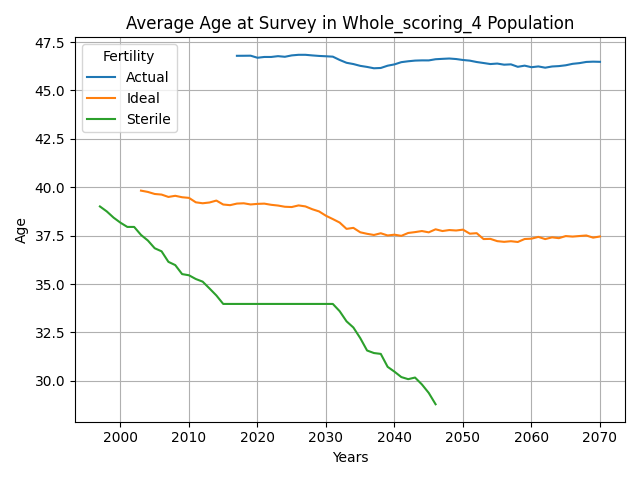 Average Age at Survey in Whole_scoring_4 Population
Fertility
Actual
Ideal
Sterile
Age
47.5
45.0
42.5
40.0
37.5
35.0
32.5
30.0
2000
2010
2020
2030
2040
2050
2060
2070
Years